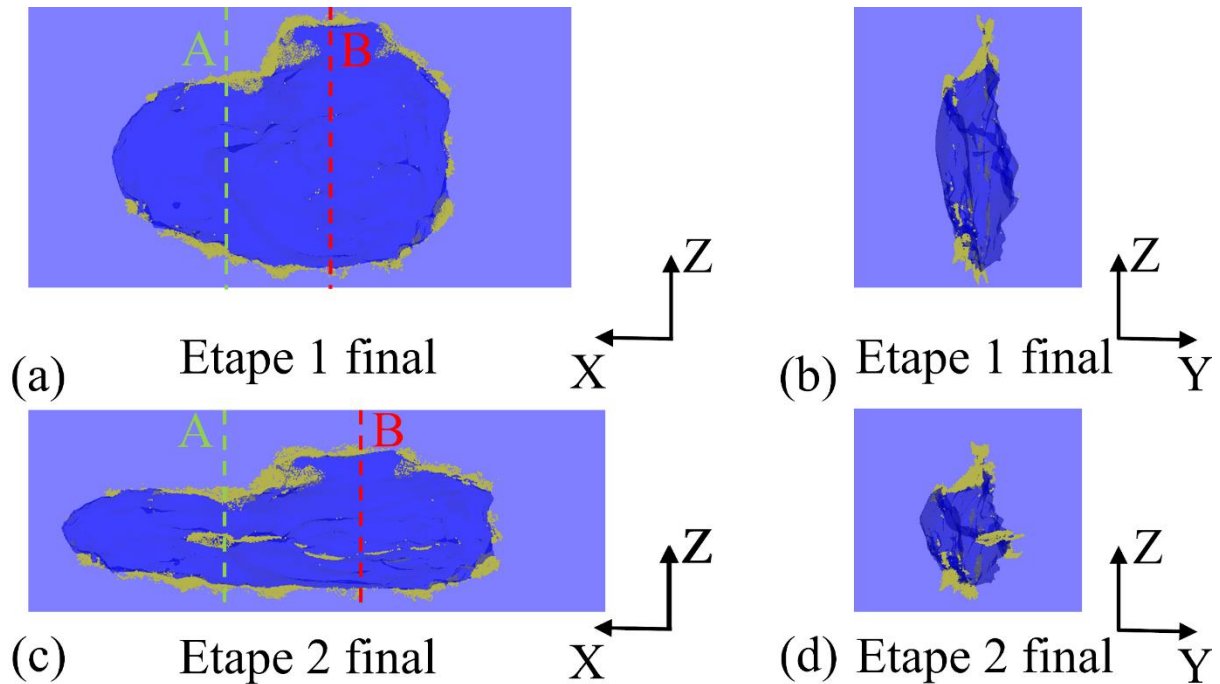 A B
Z
X
(a) Etape 1 final
Z
Y
(b) Etape 1 final
A B
Z
X
(c) Etape 2 final
Z
Y
(d) Etape 2 final